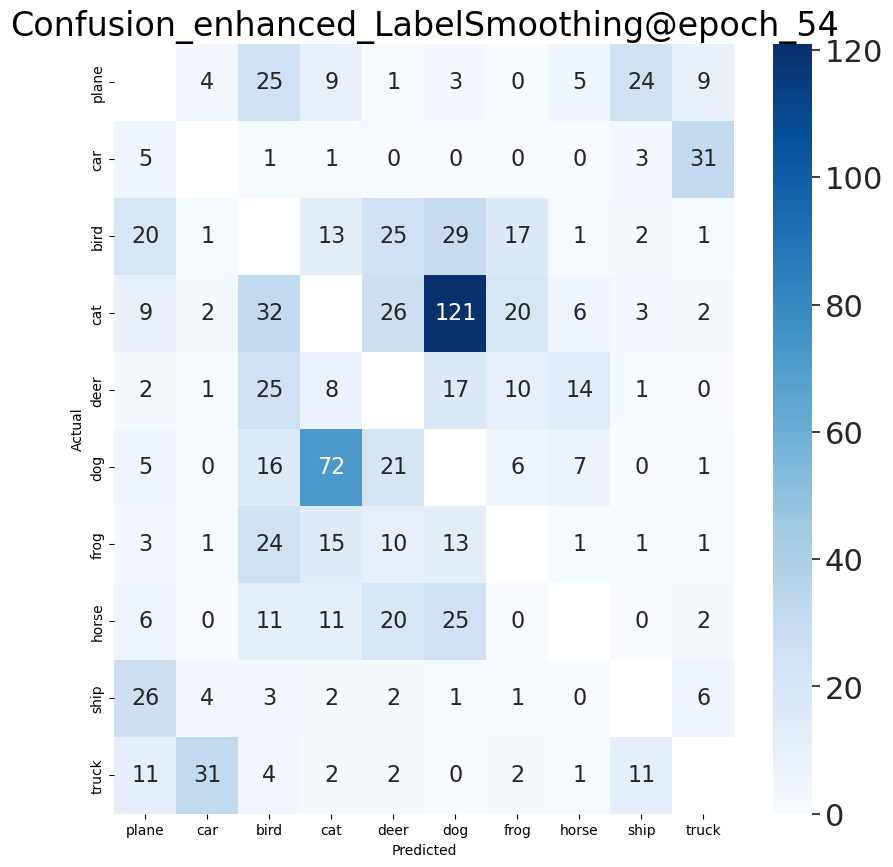 Confusion_enhanced_LabelSmoothing@epoch_54
plane 4 25 9 1 3 0 5 24 9
car 5 1 1 0 0 0 0 3 31
bird 20 1 13 25 29 17 1 2 1
cat 9 2 32 26 121 20 6 3 2
deer 2 1 25 8 17 10 14 1 0
dog 5 0 16 72 21 6 7 0 1
frog 3 1 24 15 10 13 1 1 1
horse 6 0 11 11 20 25 0 0 2
ship 26 4 3 2 2 1 1 0 6
truck 11 31 4 2 2 0 2 1 11
Actual
plane car bird cat deer dog frog horse ship truck
Predicted
120
100
80
60
40
20
0